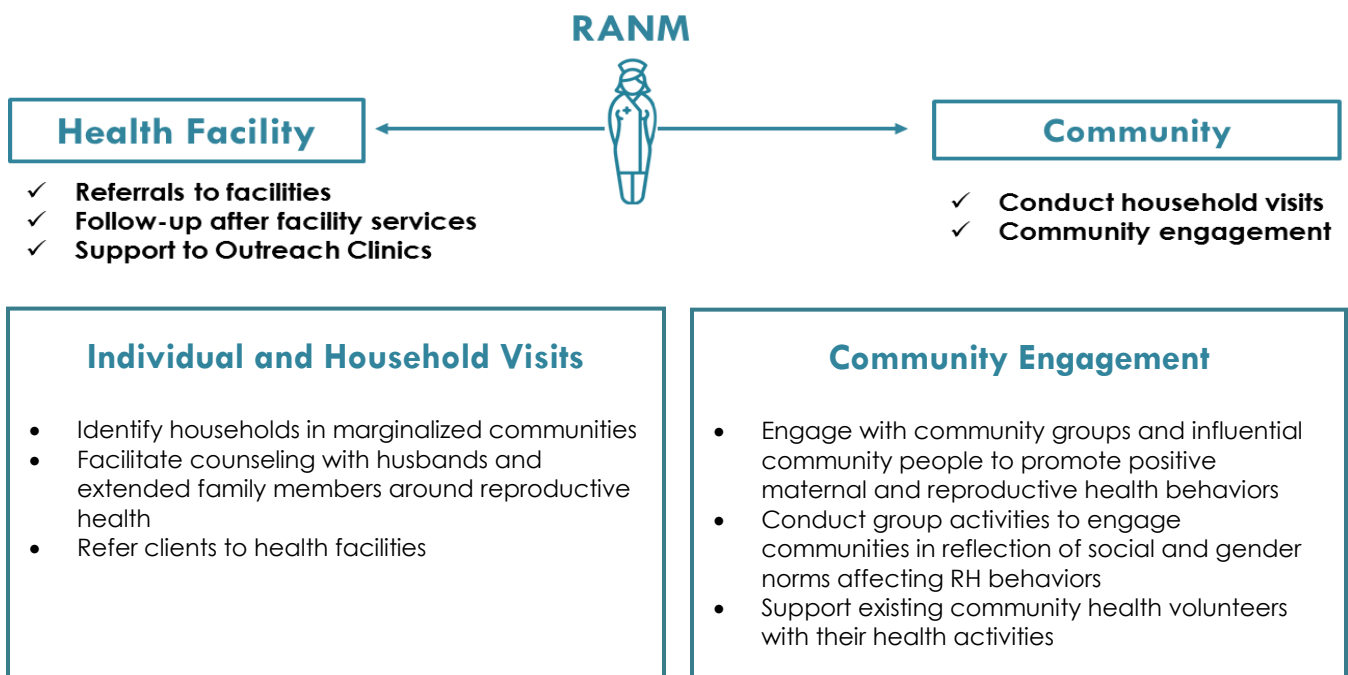 RANM
Health Facility
✓ Referrals to facilities
✓ Follow-up after facility services
✓ Support to Outreach Clinics
Community
✓ Conduct household visits
✓ Community engagement
Individual and Household Visits
• Identify households in marginalized communities
• Facilitate counseling with husbands and
extended family members around reproductive
health
• Refer clients to health facilities
Community Engagement
• Engage with community groups and influential
community people to promote positive
maternal and reproductive health behaviors
• Conduct group activities to engage
communities in reflection of social and gender
norms affecting RH behaviors
• Support existing community health volunteers
with their health activities